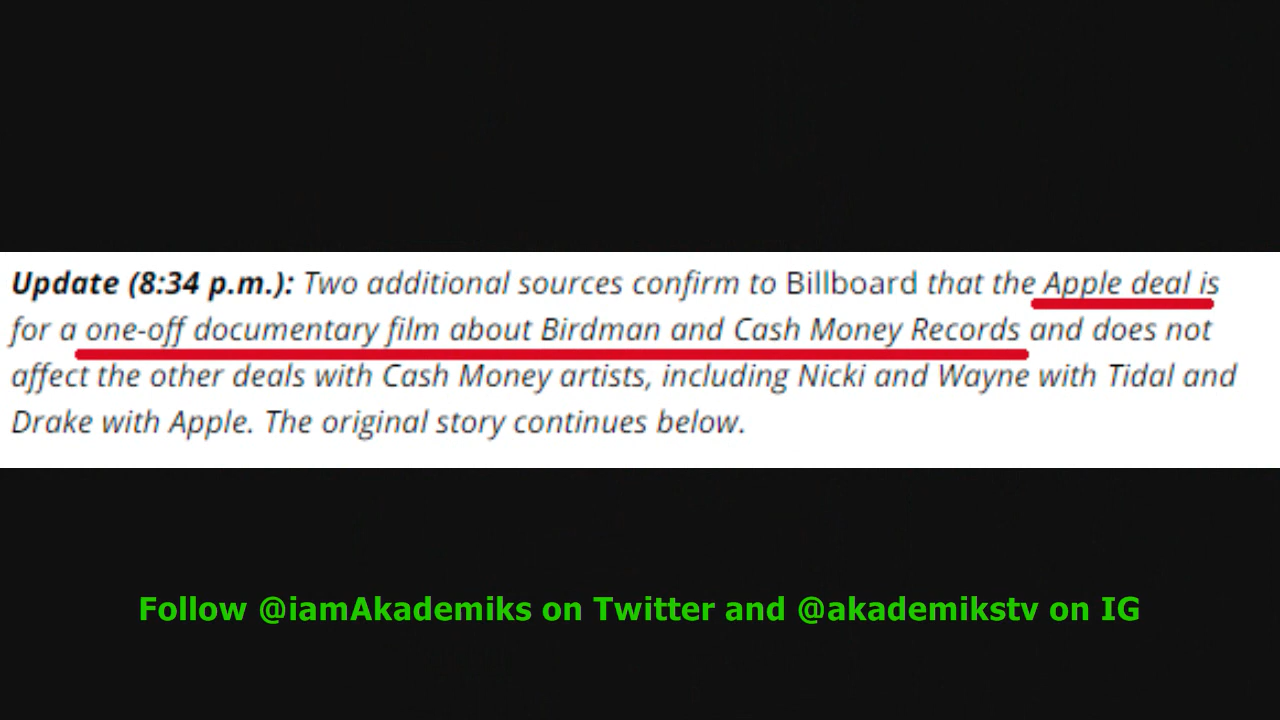 Update (8:34 p.m.): Two additional sources confirm to Billboard that the Apple deal is
for a one-off documentary film about Birdman and Cash Money Records and does not
affect the other deals with Cash Money artists, including Nicki and Wayne with Tidal and
Drake with Apple. The original story continues below.
Follow @iamAkademiks on Twitter and @akademikstv on IG